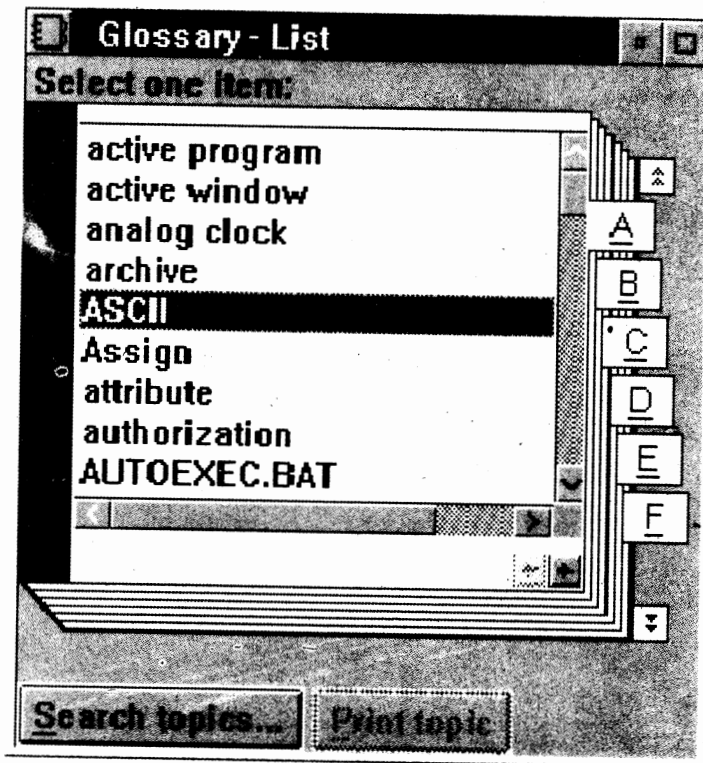 Glossary - List
Select one item:
active program
active window
analog clock
archive
ASCII
Assign
attribute
authorization
AUTOEXEC.BAT
A
B
C
D
E
F
Search topics...
Print topic